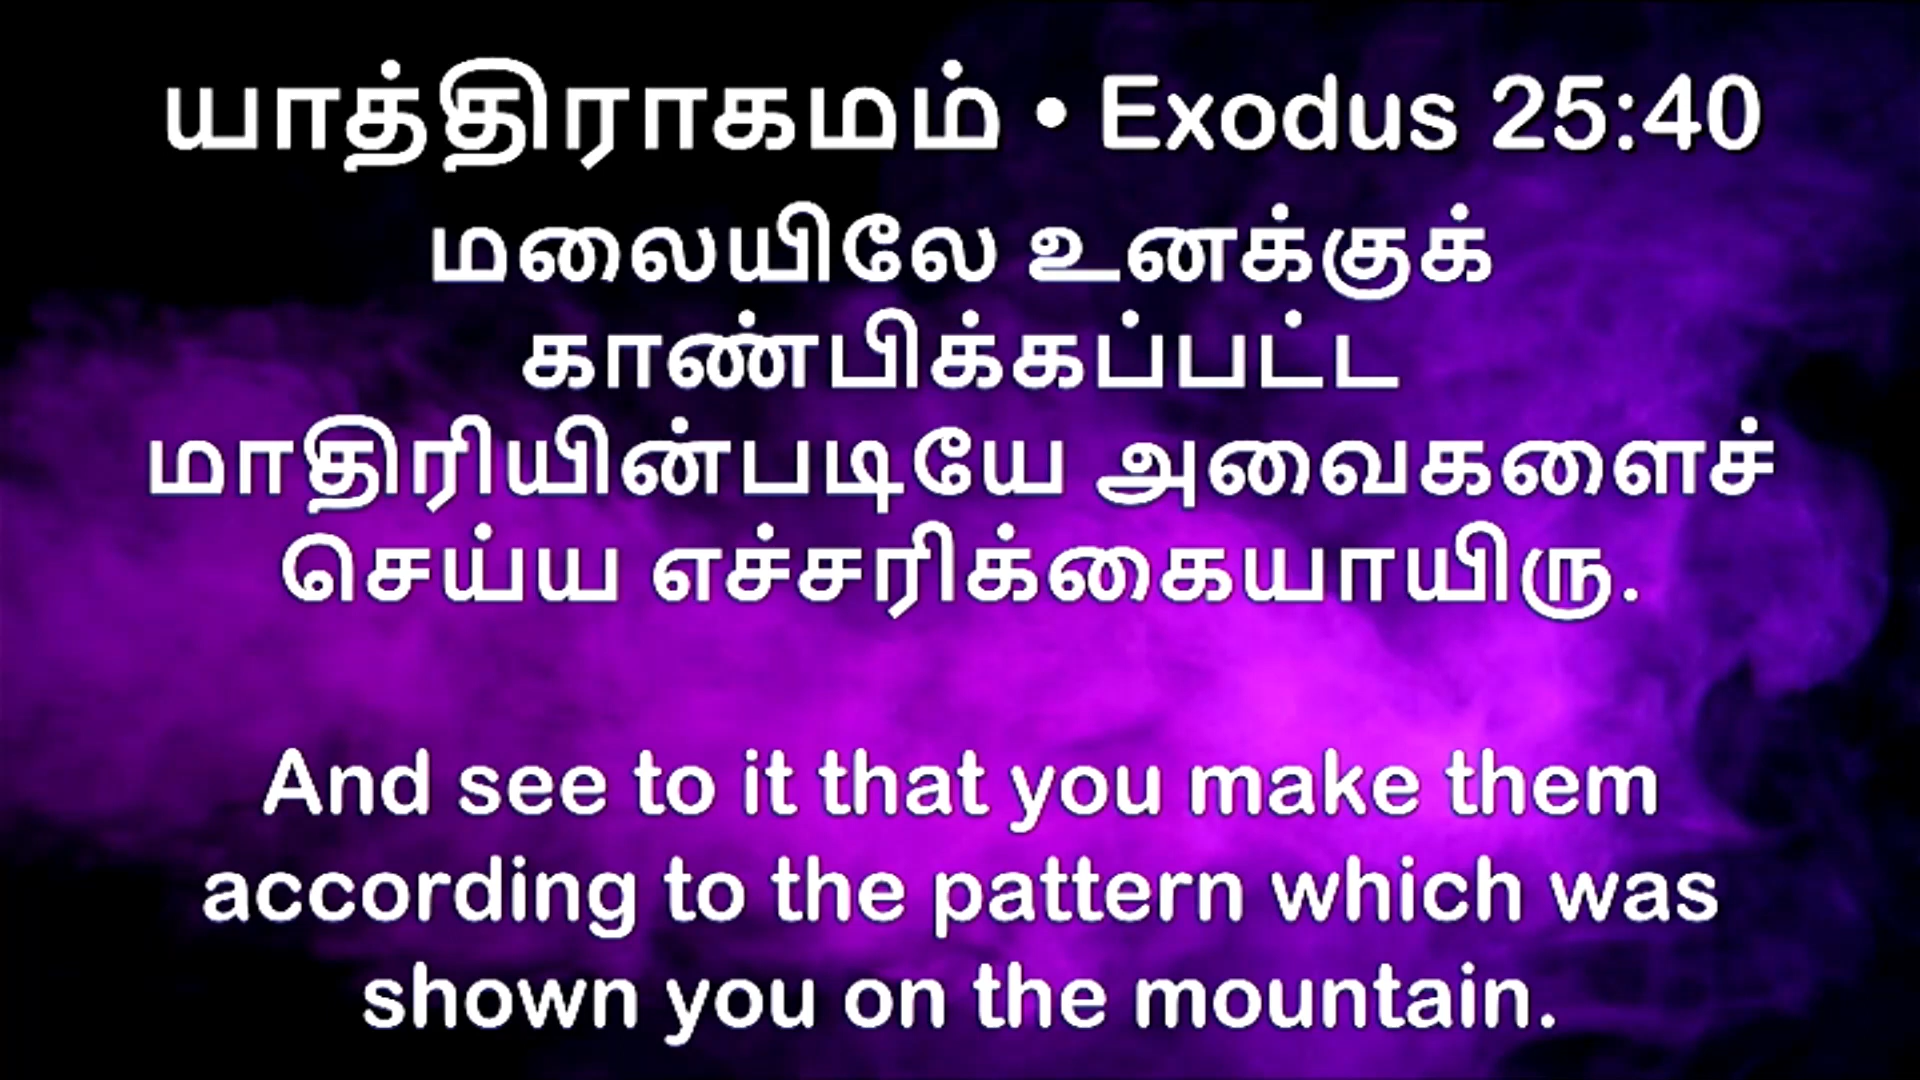 யாத்திராகமம் • Exodus 25:40
மலையிலே உனக்குக்
காண்பிக்கப்பட்ட
மாதிரியின்படியே அவைகளைச்
செய்ய எச்சரிக்கையாயிரு.
And see to it that you make them
according to the pattern which was
shown you on the mountain.